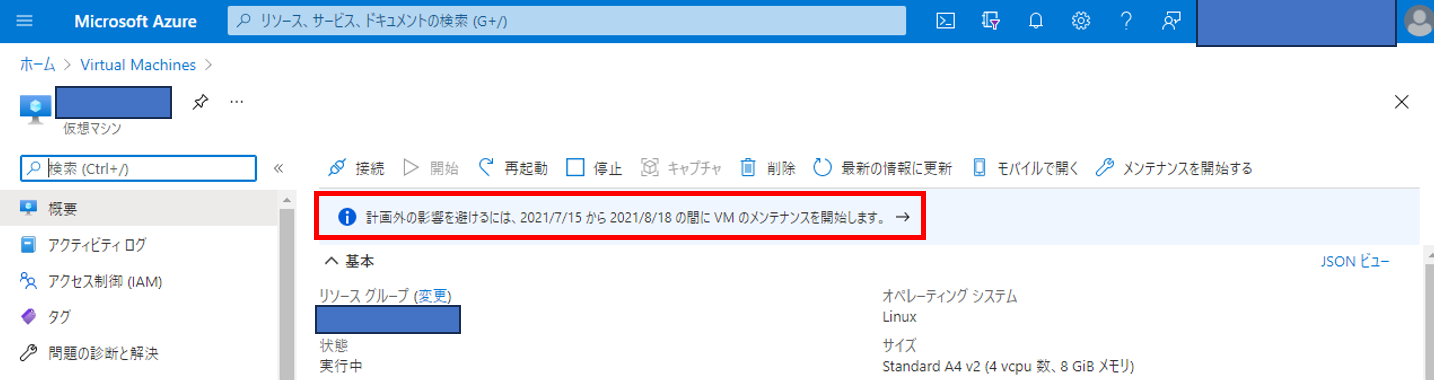 Microsoft Azure
リソース、サービス、ドキュメントの検索 (G+/)
ホーム > Virtual Machines >
仮想マシン
検索 (Ctrl+/)
接続 開始 再起動 停止 キャプチャ 削除 最新の情報に更新 モバイルで開く メンテナンスを開始する
概要
計画外の影響を避けるには、2021/7/15 から 2021/8/18 の間に VM のメンテナンスを開始します。 →
アクティビティ ログ
アクセス制御 (IAM)
タグ
問題の診断と解決
基本
JSON ビュー
リソース グループ (変更)
状態
実行中
オペレーティング システム
Linux
サイズ
Standard A4 v2 (4 vcpu 数、8 GiB メモリ)